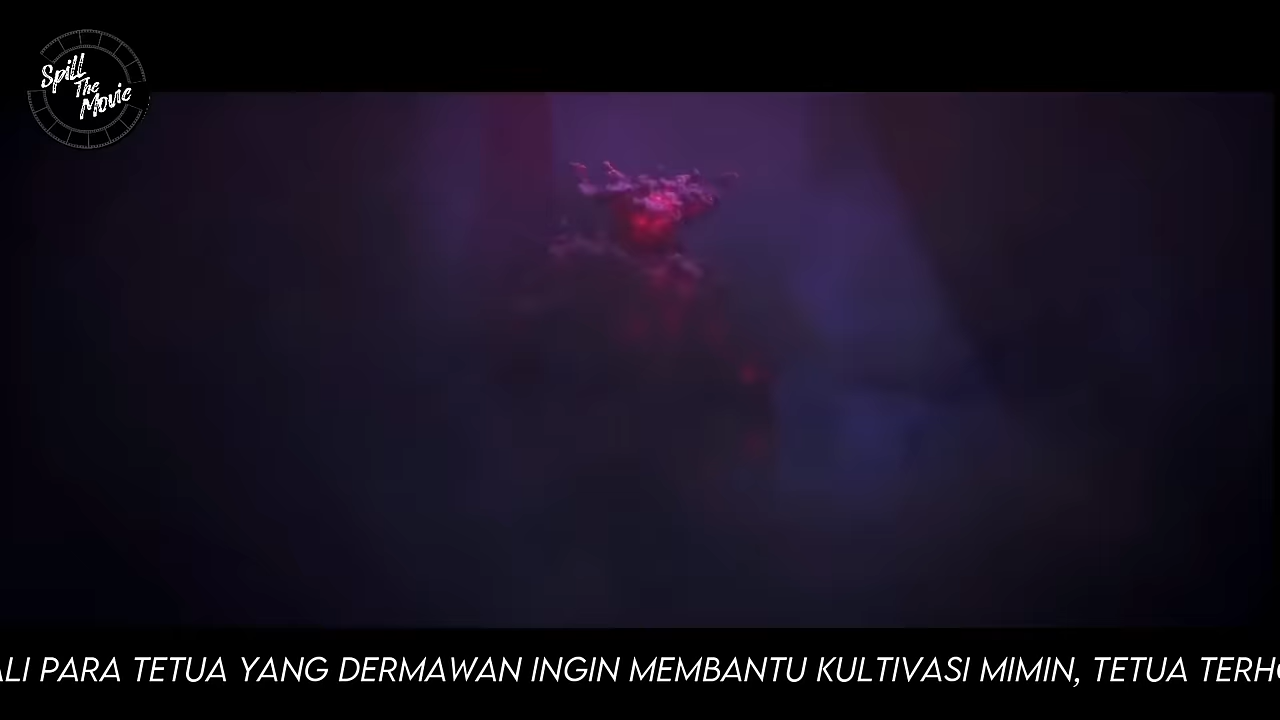 Spill
The
Movie
PARA TETUA YANG DERMAWAN INGIN MEMBANTU KULTIVASI MIMIN, TETUA